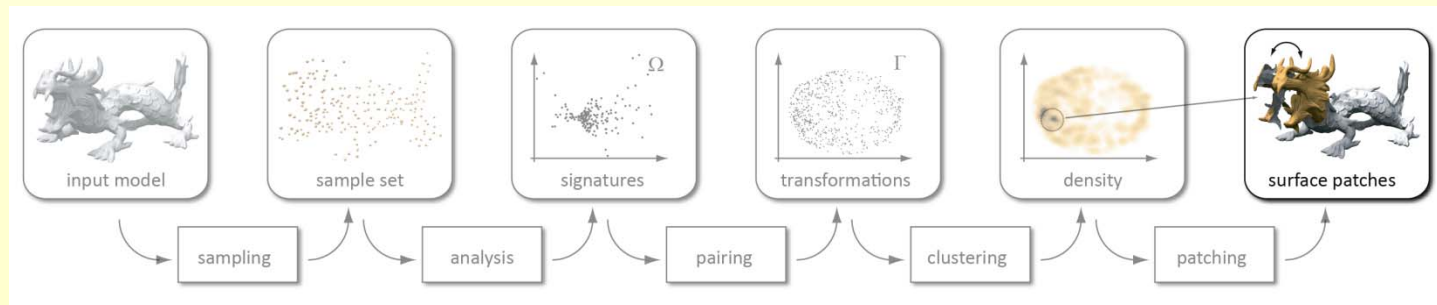 Ω
Γ
input model
sample set
signatures
transformations
density
surface patches
sampling
analysis
pairing
clustering
patching